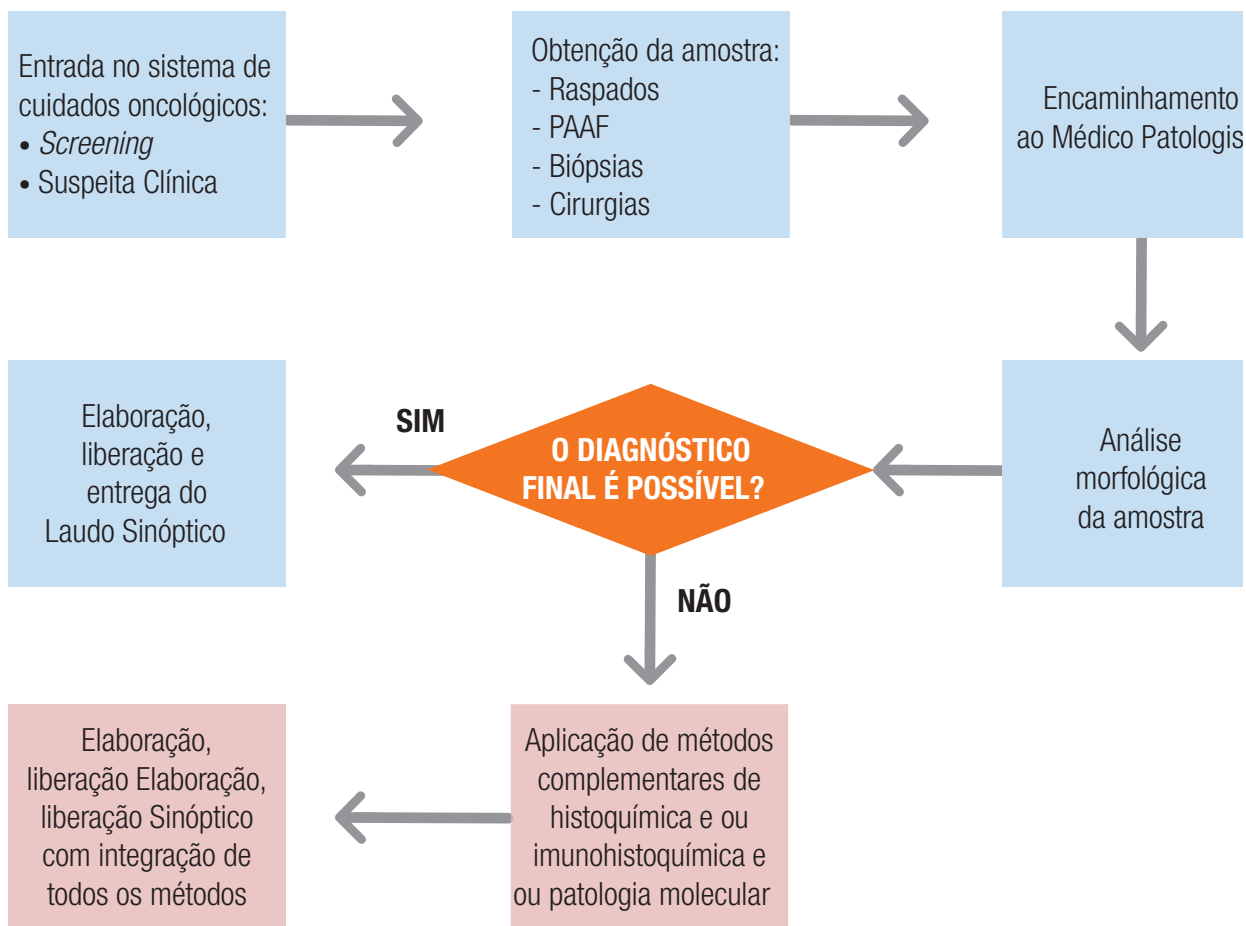 Entrada no sistema de
cuidados oncológicos:
• Screening
• Suspeita Clínica
Obtenção da amostra:
- Raspados
- PAAF
- Biópsias
- Cirurgias
Encaminhamento
ao Médico Patologis
Análise
morfológica
da amostra
O DIAGNÓSTICO
FINAL É POSSÍVEL?
SIM
Elaboração,
liberação e
entrega do
Laudo Sinóptico
NÃO
Aplicação de métodos
complementares de
histoquímica e ou
imunohistoquímica e
ou patologia molecular
Elaboração,
liberação Elaboração,
liberação Sinóptico
com integração de
todos os métodos